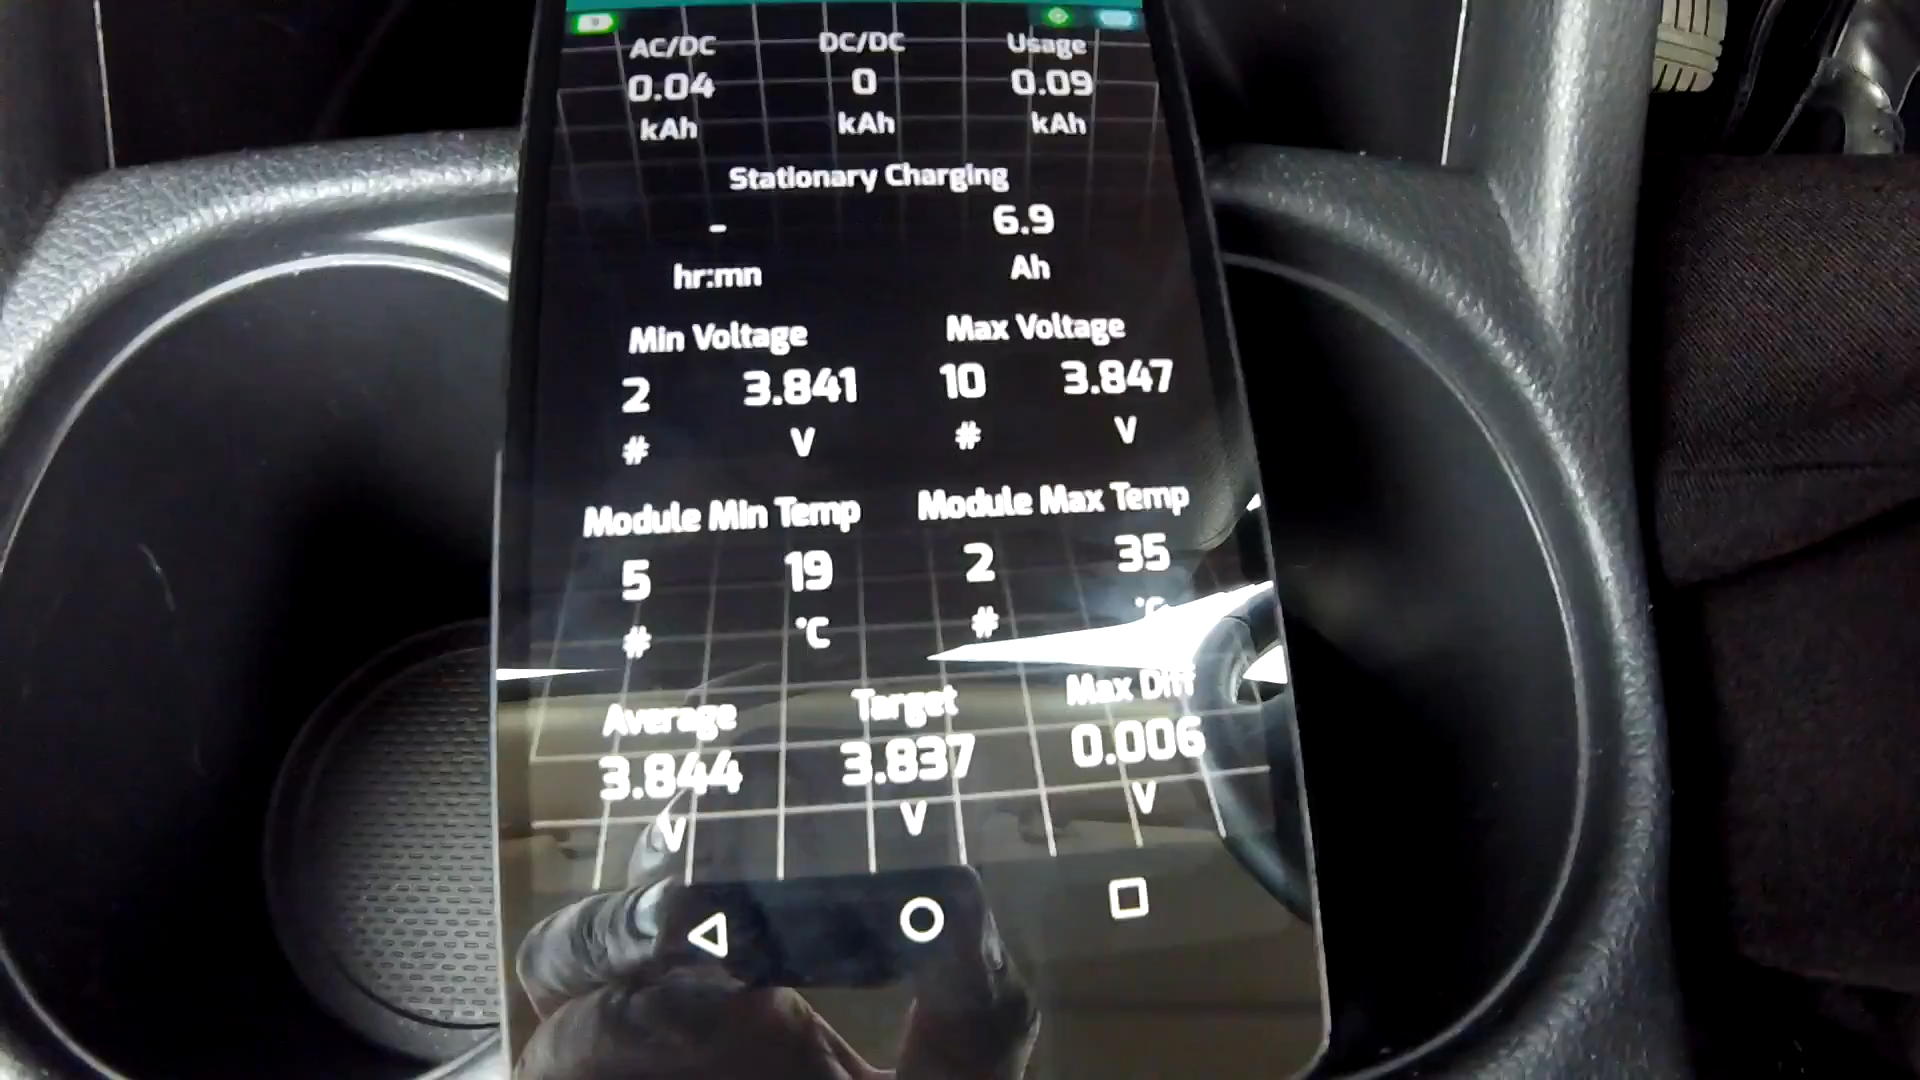 AC/DC DC/DC Usage
0.04 0 0.09
kAh kAh kAh
Stationary Charging
- 6.9
hr:mn Ah
Min Voltage Max Voltage
2 3.841 10 3.847
# V # V
Module Min Temp Module Max Temp
5 19 2 35
# °C # °C
Average Target Max Diff
3.844 3.837 0.006
V V V